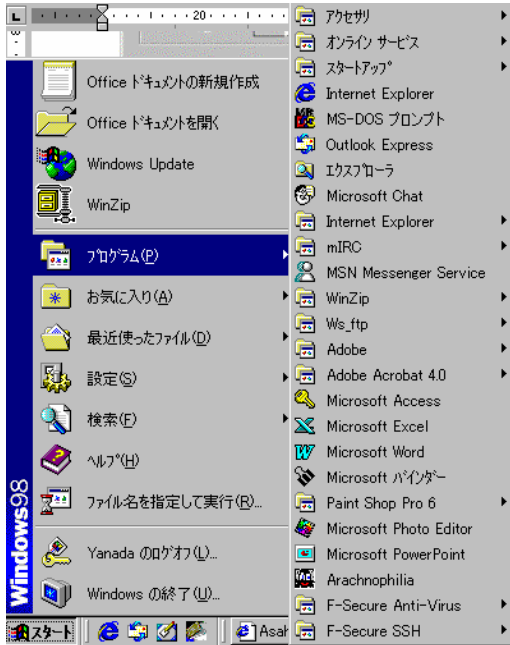 20
Office ﾄﾞｷｭﾒﾝﾄの新規作成
Office ﾄﾞｷｭﾒﾝﾄを開く
Windows Update
WinZip
ﾌﾟﾛｸﾞﾗﾑ(P)
お気に入り(A)
最近使ったﾌｧｲﾙ(D)
設定(S)
検索(F)
ﾍﾙﾌﾟ(H)
ﾌｧｲﾙ名を指定して実行(R)...
Yanada のﾛｸﾞｵﾌ(L)...
Windows の終了(U)...
Windows98
ｱｸｾｻﾘ
ｵﾝﾗｲﾝ ｻｰﾋﾞｽ
ｽﾀｰﾄｱｯﾌﾟ
Internet Explorer
MS-DOS プロンプト
Outlook Express
ｴｸｽﾌﾟﾛｰﾗ
Microsoft Chat
Internet Explorer
mIRC
MSN Messenger Service
WinZip
Ws_ftp
Adobe
Adobe Acrobat 4.0
Microsoft Access
Microsoft Excel
Microsoft Word
Microsoft ﾊﾞｲﾝﾀﾞｰ
Paint Shop Pro 6
Microsoft Photo Editor
Microsoft PowerPoint
Arachnophilia
F-Secure Anti-Virus
F-Secure SSH
ｽﾀｰﾄ
Asah